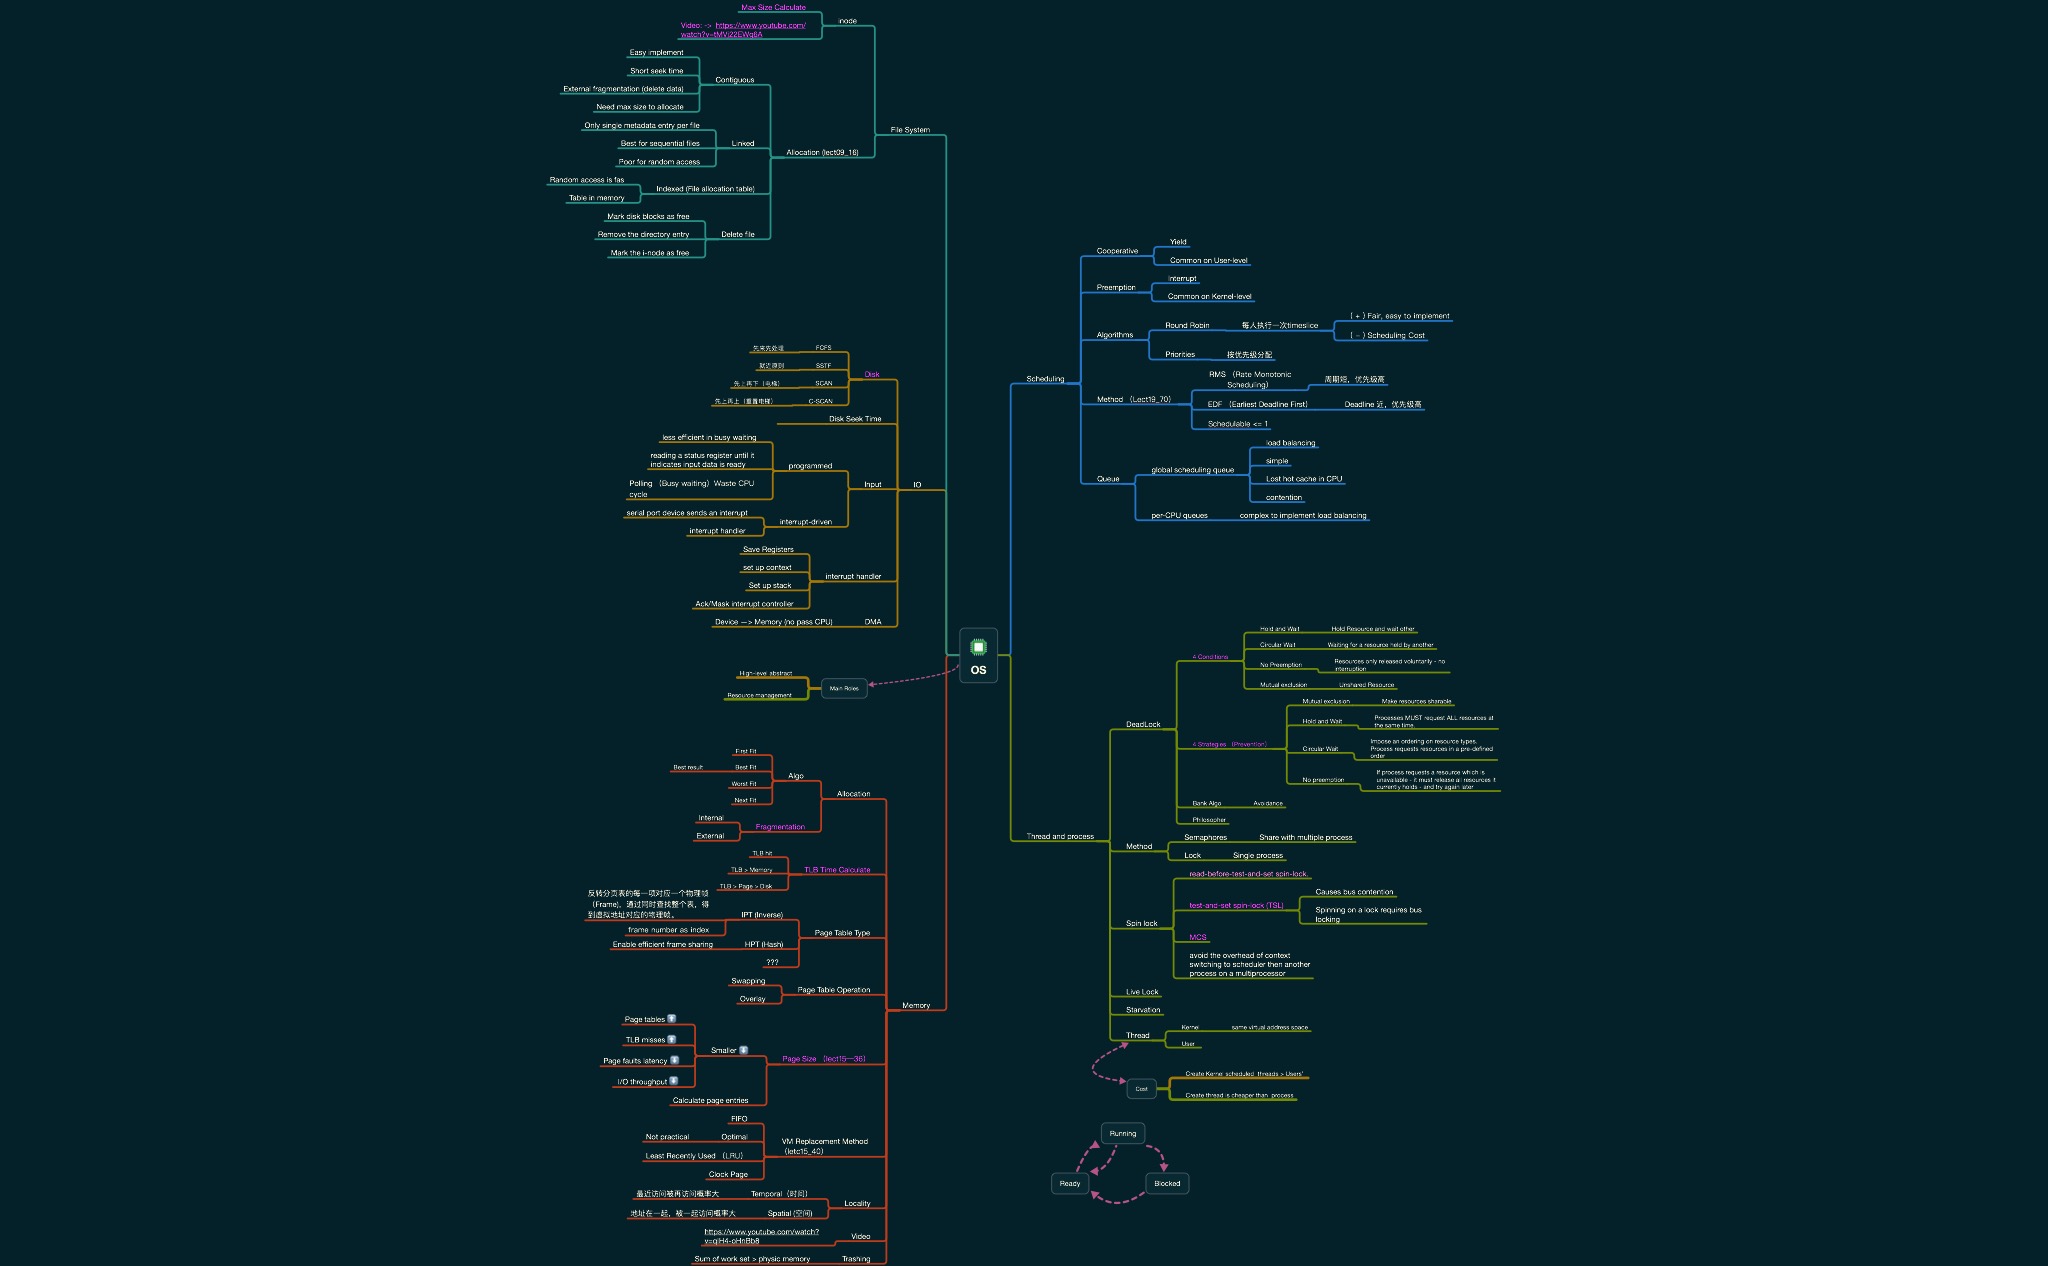 Max Size Calculate
Video: -> https://www.youtube.com/
inode
Easy implement
Short seek time
External fragmentation (delete data)
Need max size to allocate
Contiguous
Only single metadata entry per file
Best for sequential files
Poor for random access
Linked
Random access is fas
Table in memory
Indexed (File allocation table)
Mark disk blocks as free
Remove the directory entry
Mark the i-node as free
Delete file
Allocation (lect09_16)
File System
先来先处理 FCFS
就近原则 SSTF
先上再下（电梯） SCAN
先上再上（重置电梯） C-SCAN
Disk
Disk Seek Time
less efficient in busy waiting
reading a status register until it
indicates input data is ready
Polling （Busy waiting）Waste CPU
cycle
programmed
serial port device sends an interrupt
interrupt handler
interrupt-driven
Input
Save Registers
set up context
Set up stack
Ack/Mask interrupt controller
interrupt handler
Device —> Memory (no pass CPU) DMA
IO
OS
High-level abstract
Resource management
Main Roles
First Fit
Best result Best Fit
Worst Fit
Next Fit
Algo
Internal
External
Fragmentation
Allocation
TLB hit
TLB > Memory
TLB > Page > Disk
TLB Time Calculate
反转分页表的每一项对应一个物理帧
（Frame)，通过同时查找整个表，得
到虚拟地址对应的物理帧。
frame number as index
IPT (Inverse)
Enable efficient frame sharing HPT (Hash)
???
Page Table Type
Swapping
Overlay
Page Table Operation
Page tables ⬆️
TLB misses ⬆️
Page faults latency ⬇️
I/O throughput ⬇️
Smaller ⬇️
Calculate page entries
Page Size （lect15—36）
FIFO
Not practical Optimal
Least Recently Used （LRU）
Clock Page
VM Replacement Method
（letc15_40）
最近访问被再访问概率大 Temporal（时间）
地址在一起，被一起访问概率大 Spatial (空间)
Locality
https://www.youtube.com/watch?
Video
Sum of work set > physic memory Trashing
Memory
Scheduling
Cooperative
Yield
Common on User-level
Preemption
Interrupt
Common on Kernel-level
Algorithms
Round Robin 每人执行一次timeslice
( + ) Fair, easy to implement
( − ) Scheduling Cost
Priorities 按优先级分配
Method （Lect19_70）
RMS （Rate Monotonic
Scheduling）
周期短，优先级高
EDF （Earliest Deadline First） Deadline 近，优先级高
Schedulable <= 1
Queue
global scheduling queue
load balancing
simple
Lost hot cache in CPU
contention
per-CPU queues complex to implement load balancing
Thread and process
DeadLock
4 Conditions
Hold and Wait Hold Resource and wait other
Circular Wait Waiting for a resource held by another
No Preemption
Resources only released voluntarily - no
interruption
Mutual exclusion Unshared Resource
4 Strategies （Prevention）
Mutual exclusion Make resources sharable
Hold and Wait
Processes MUST request ALL resources at
the same time.
Circular Wait
Impose an ordering on resource types.
Process requests resources in a pre-defined
order
No preemption
If process requests a resource which is
unavailable - it must release all resources it
currently holds - and try again later
Bank Algo Avoidance
Philosopher
Method
Semaphores Share with multiple process
Lock Single process
Spin lock
read-before-test-and-set spin-lock.
test-and-set spin-lock (TSL)
Causes bus contention
Spinning on a lock requires bus
locking
MCS
avoid the overhead of context
switching to scheduler then another
process on a multiprocessor
Live Lock
Starvation
Thread
Kernel same virtual address space
User
Cost
Create Kernel scheduled threads > Users'
Create thread is cheaper than process
Running
Ready
Blocked